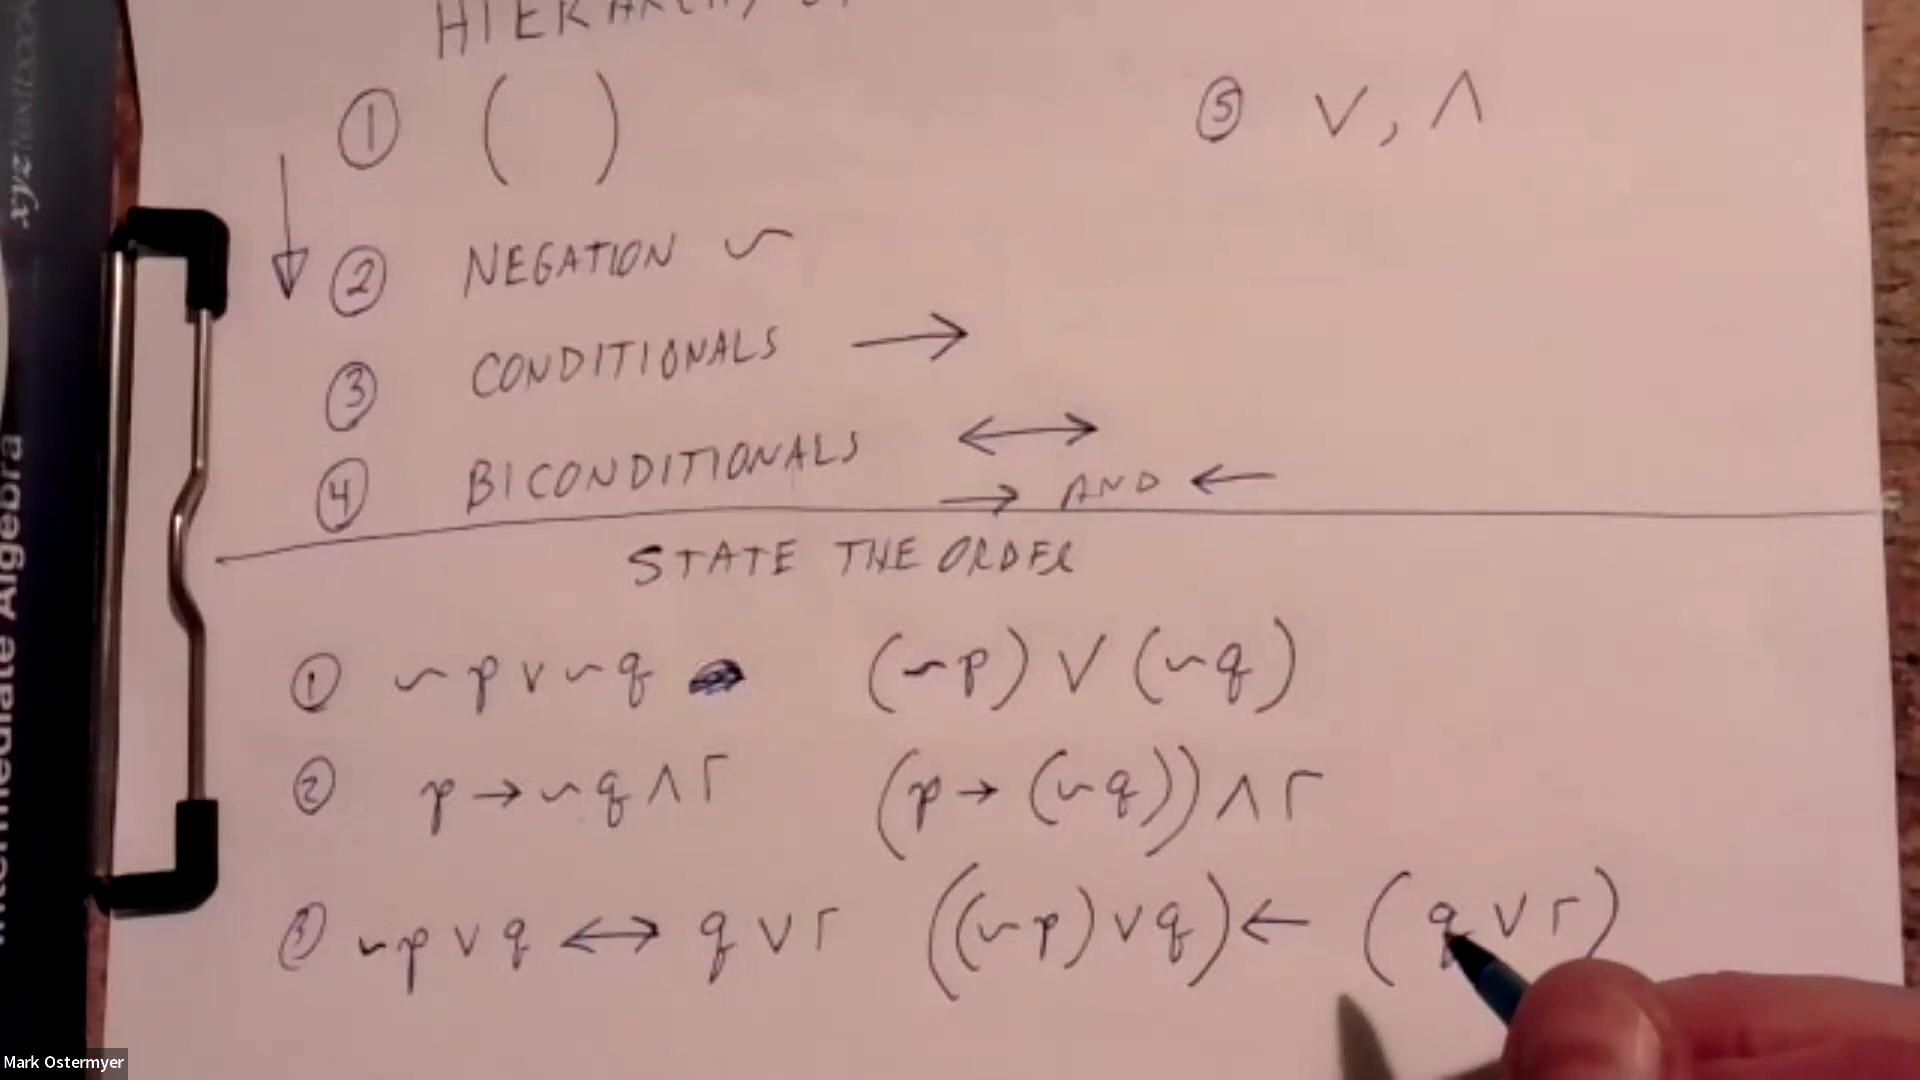 HIERARCHY
① ( )
⑤ ∨, ∧
② NEGATION ~
③ CONDITIONALS →
④ BICONDITIONALS ↔
→ AND ←
STATE THE ORDER
① ~p ∨ ~q (~p) ∨ (~q)
② p → ~q ∧ r (p → (~q)) ∧ r
③ ~p ∨ q ↔ q ∨ r ((~p) ∨ q) ← (q ∨ r)
xyztextbooks
Intermediate Algebra
Mark Ostermyer